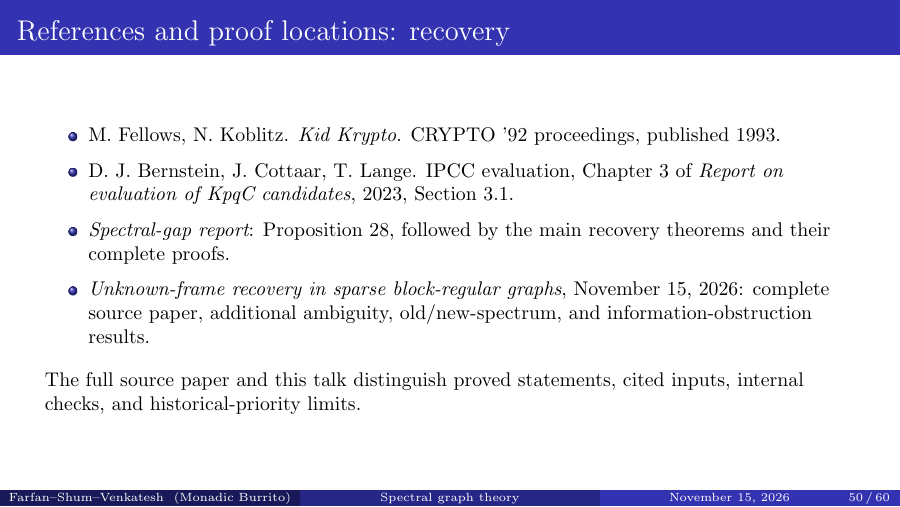 References and proof locations: recovery
M. Fellows, N. Koblitz. Kid Krypto. CRYPTO ’92 proceedings, published 1993.
D. J. Bernstein, J. Cottaar, T. Lange. IPCC evaluation, Chapter 3 of Report on
evaluation of KpqC candidates, 2023, Section 3.1.
Spectral-gap report: Proposition 28, followed by the main recovery theorems and their
complete proofs.
Unknown-frame recovery in sparse block-regular graphs, November 15, 2026: complete
source paper, additional ambiguity, old/new-spectrum, and information-obstruction
results.
The full source paper and this talk distinguish proved statements, cited inputs, internal
checks, and historical-priority limits.
Farfan–Shum–Venkatesh (Monadic Burrito) Spectral graph theory November 15, 2026 50 / 60